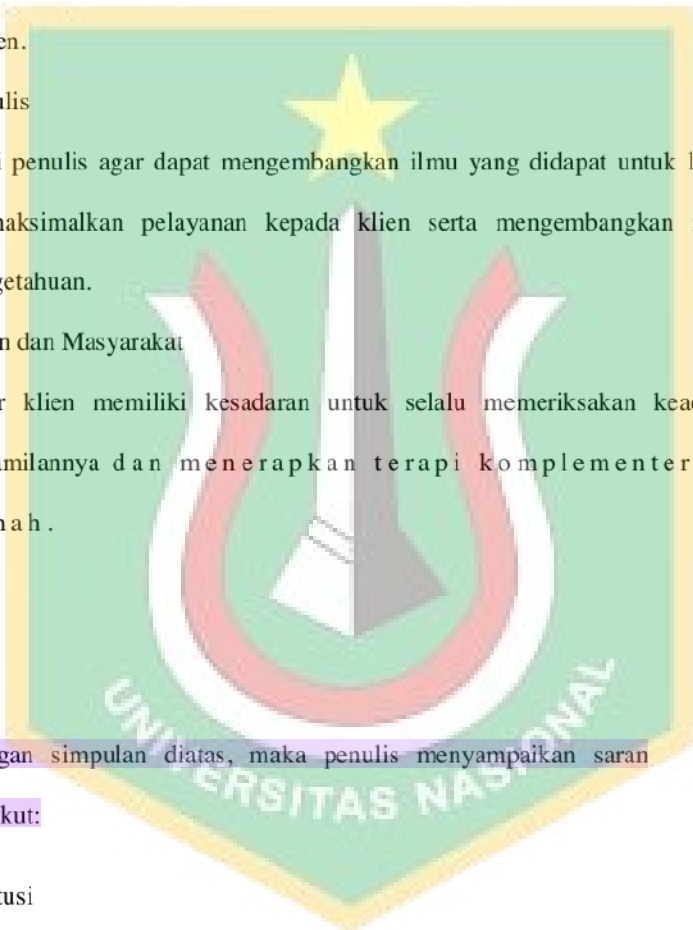 en.
ulis
i penulis agar dapat mengembangkan ilmu yang didapat untuk
naksimalkan pelayanan kepada klien serta mengembangkan
getahuan.
n dan Masyarakat
r klien memiliki kesadaran untuk selalu memeriksakan kea
amilannya dan menerapkan terapi komplementer
nah.
gan simpulan diatas, maka penulis menyampaikan saran
kut:
tusi
UNIVERSITAS NASIONAL